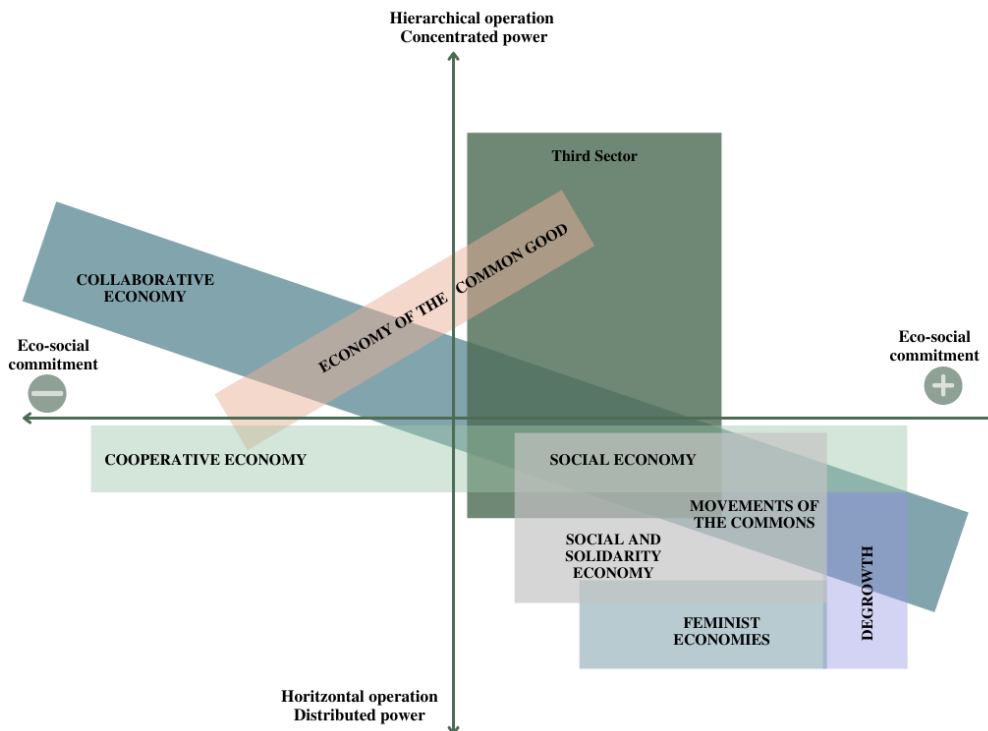 Hierarchical operation
Concentrated power
Third Sector
COLLABORATIVE
ECONOMY
ECONOMY OF THE COMMON GOOD
Eco-social
commitment
Eco-social
commitment
COOPERATIVE ECONOMY
SOCIAL ECONOMY
MOVEMENTS OF
THE COMMONS
SOCIAL AND
SOLIDARITY
ECONOMY
DEGROWTH
FEMINIST
ECONOMIES
Horitzontal operation
Distributed power